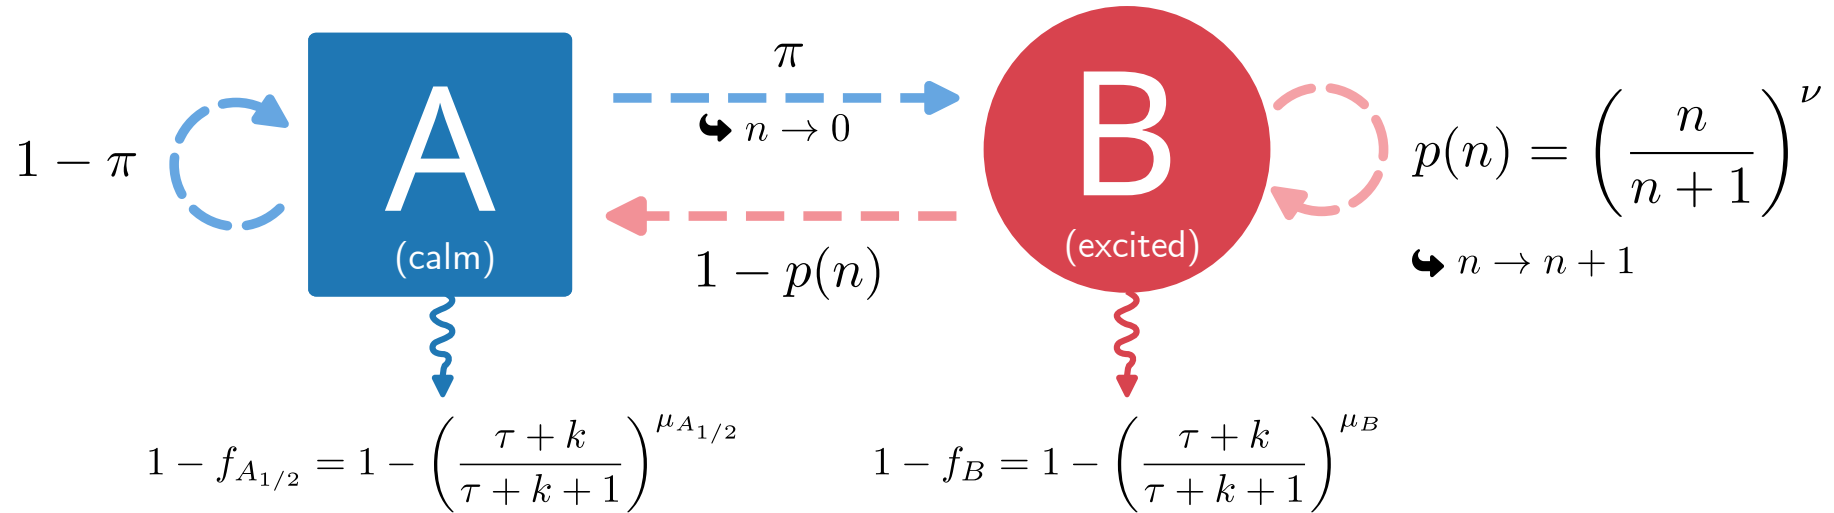 1 − π
A
(calm)
π
↪ n → 0
1 − p(n)
B
(excited)
p(n) = (n / (n + 1))^ν
↪ n → n + 1
1 − f_{A_{1/2}} = 1 − ((τ + k) / (τ + k + 1))^{μ_{A_{1/2}}}
1 − f_B = 1 − ((τ + k) / (τ + k + 1))^{μ_B}